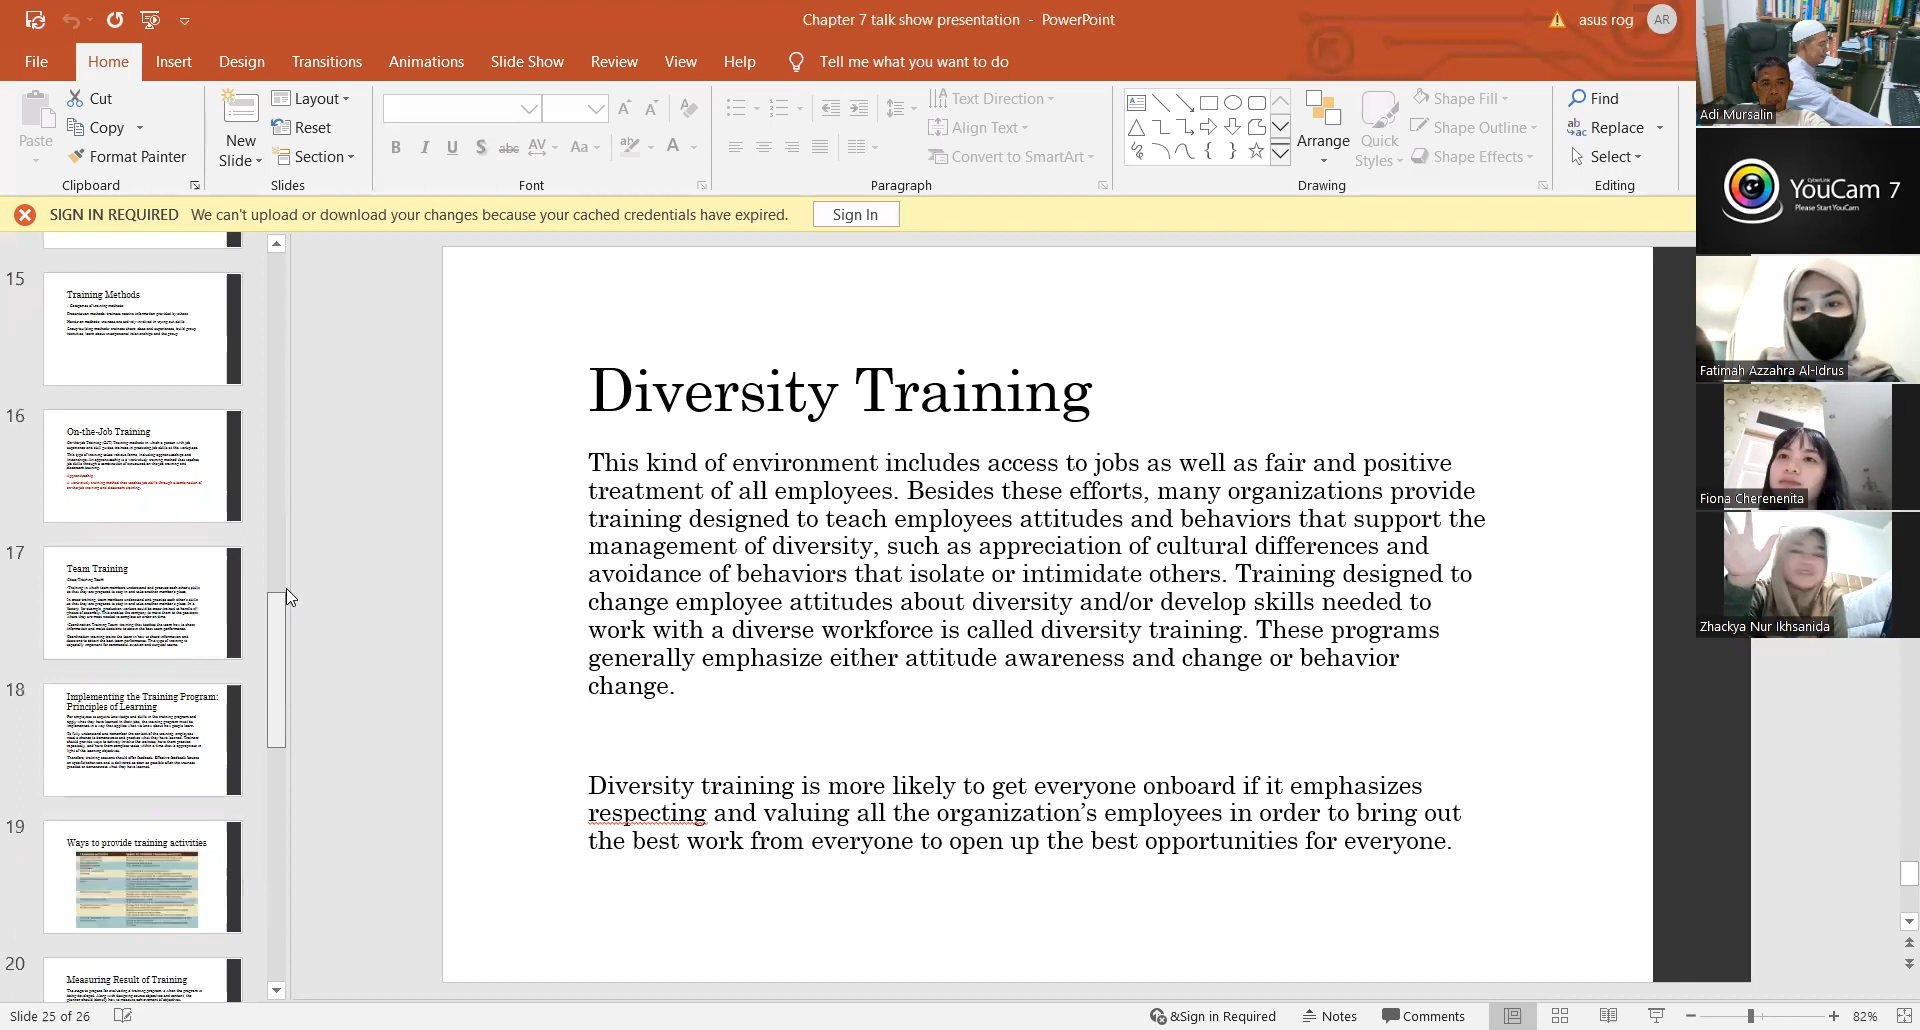 Chapter 7 talk show presentation - PowerPoint
asus rog
AR
File Home Insert Design Transitions Animations Slide Show Review View Help Tell me what you want to do
Cut
Copy
Format Painter
Paste
Clipboard
New Slide
Layout
Reset
Section
Slides
Font
Text Direction
Align Text
Convert to SmartArt
Paragraph
Arrange
Quick Styles
Shape Fill
Shape Outline
Shape Effects
Drawing
Find
Replace
Select
Editing
SIGN IN REQUIRED We can't upload or download your changes because your cached credentials have expired. Sign In
15
Training Methods
16
On-the-Job Training
17
Team Training
18
Implementing the Training Program:
Principles of Learning
19
Ways to provide training activities
20
Measuring Result of Training
Diversity Training
This kind of environment includes access to jobs as well as fair and positive
treatment of all employees. Besides these efforts, many organizations provide
training designed to teach employees attitudes and behaviors that support the
management of diversity, such as appreciation of cultural differences and
avoidance of behaviors that isolate or intimidate others. Training designed to
change employee attitudes about diversity and/or develop skills needed to
work with a diverse workforce is called diversity training. These programs
generally emphasize either attitude awareness and change or behavior
change.
Diversity training is more likely to get everyone onboard if it emphasizes
respecting and valuing all the organization’s employees in order to bring out
the best work from everyone to open up the best opportunities for everyone.
Adi Mursalin
CyberLink
YouCam 7
Please Start YouCam
Fatimah Azzahra Al-Idrus
Fiona Cherenenita
Zhackya Nur Ikhsanida
Slide 25 of 26
&Sign in Required
Notes
Comments
82%